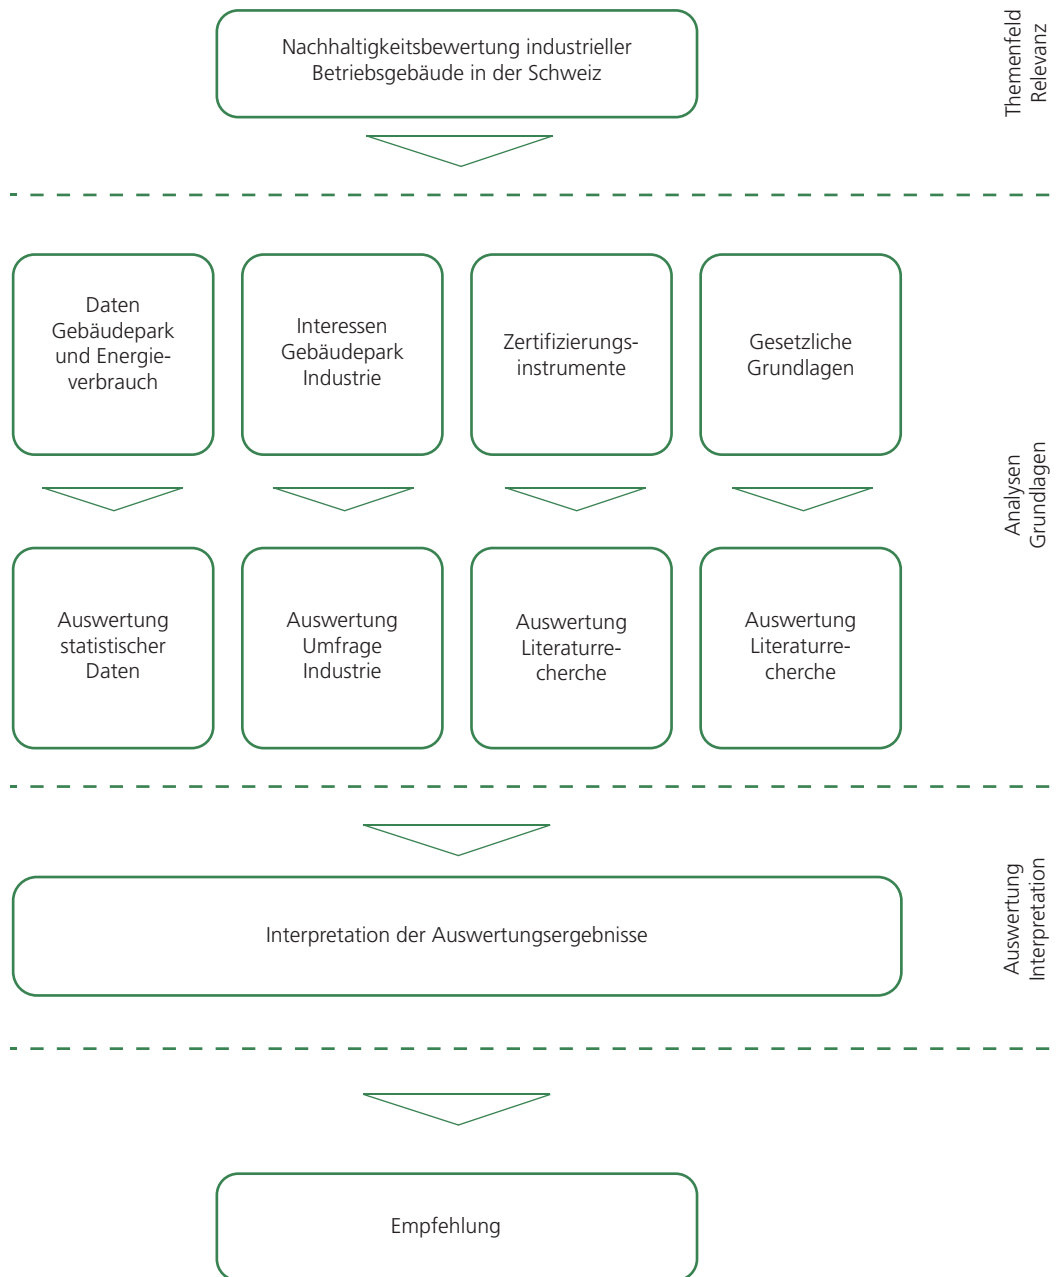 Nachhaltigkeitsbewertung industrieller
Betriebsgebäude in der Schweiz
Themenfeld
Relevanz
Daten
Gebäudepark
und Energie-
verbrauch
Interessen
Gebäudepark
Industrie
Zertifizierungs-
instrumente
Gesetzliche
Grundlagen
Analysen
Grundlagen
Auswertung
statistischer
Daten
Auswertung
Umfrage
Industrie
Auswertung
Literaturre-
cherche
Auswertung
Literaturre-
cherche
Interpretation der Auswertungsergebnisse
Auswertung
Interpretation
Empfehlung